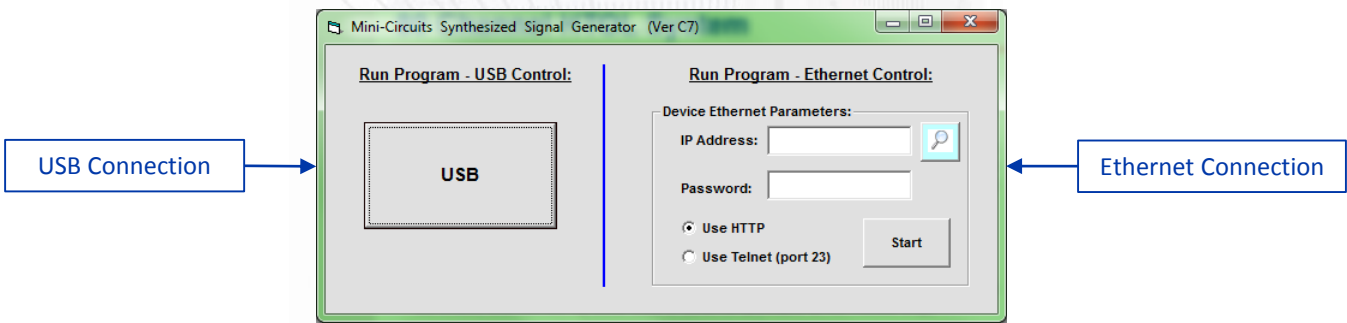 Mini-Circuits Synthesized Signal Generator (Ver C7)
Run Program - USB Control:
Run Program - Ethernet Control:
Device Ethernet Parameters:
IP Address:
USB Connection
USB
Ethernet Connection
Password:
Use HTTP
Start
Use Telnet (port 23)